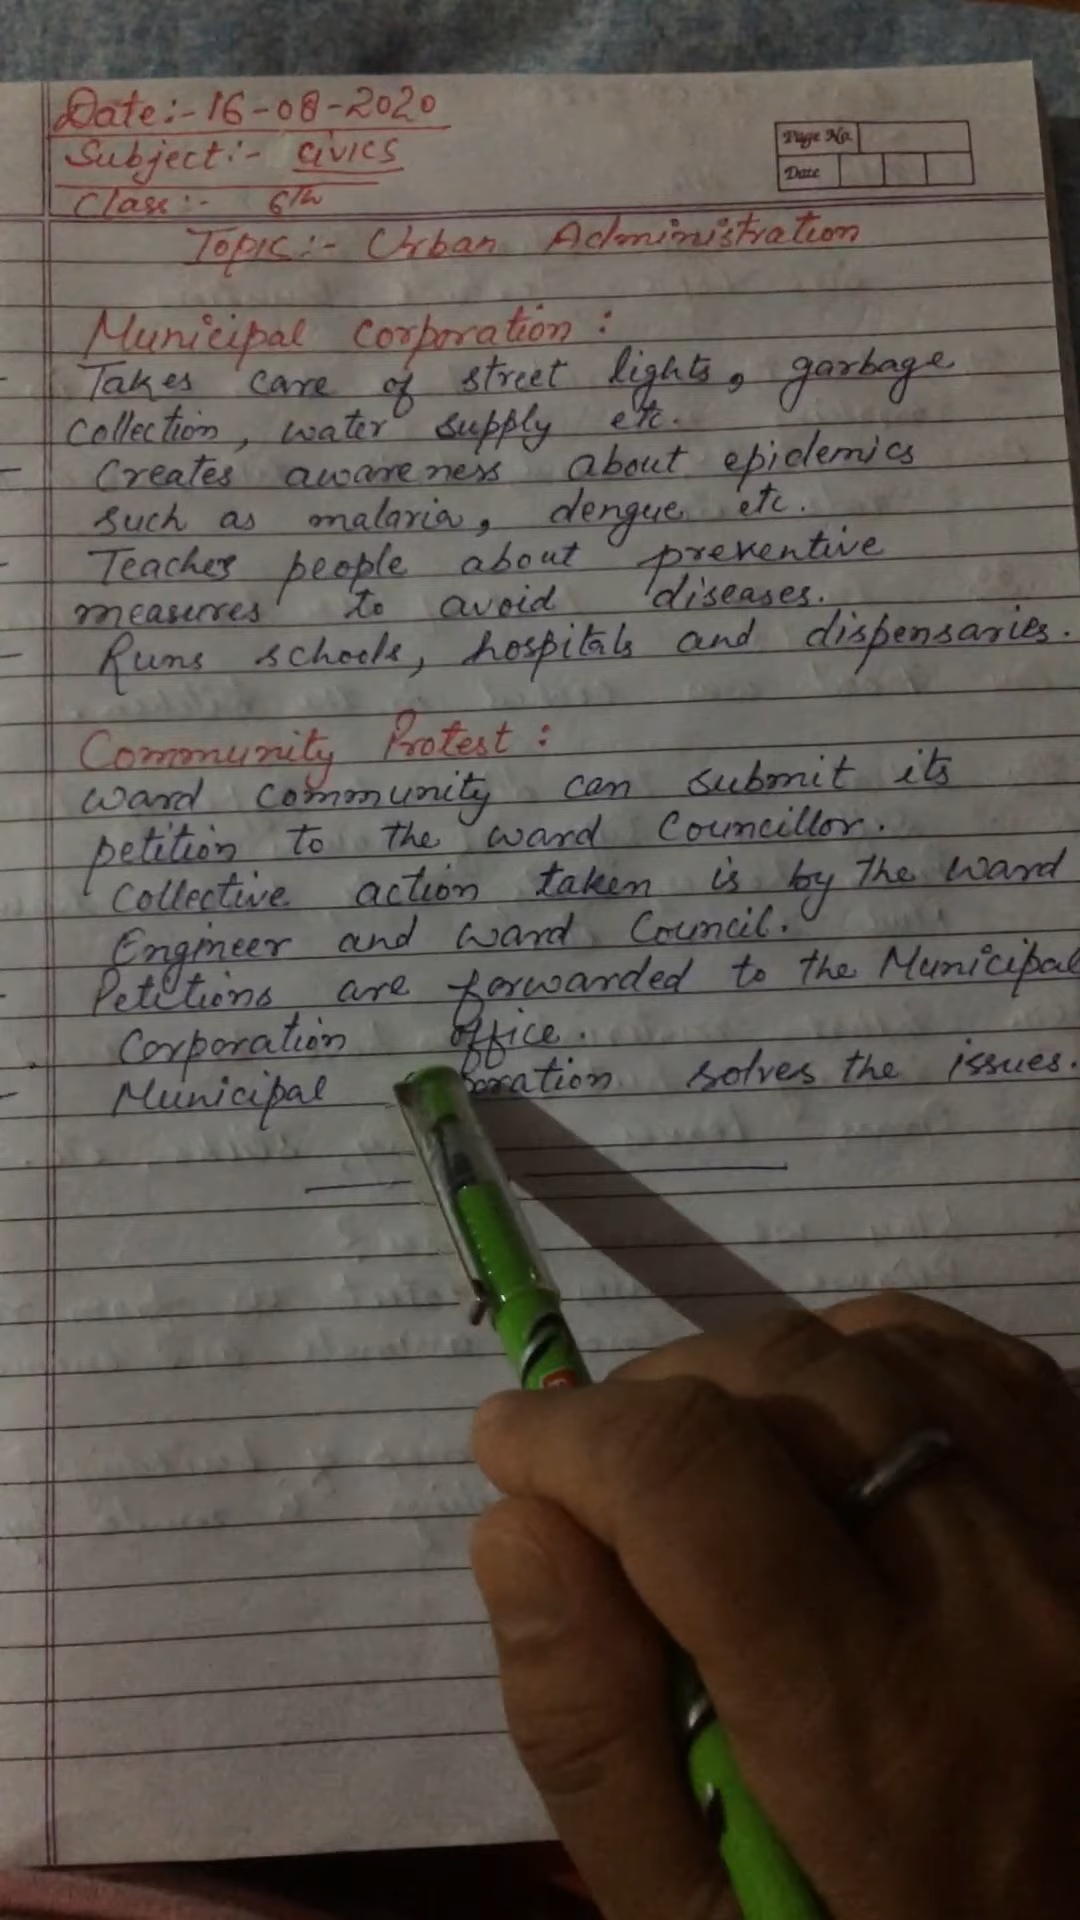 Date:- 16-08-2020
Subject:- Civics
Class:- 6th
Page No.
Date
Topic:- Urban Administration
Municipal Corporation:
- Takes care of street lights, garbage
collection, water supply etc.
- Creates awareness about epidemics
such as malaria, dengue etc.
- Teaches people about preventive
measures to avoid diseases.
- Runs schools, hospitals and dispensaries.
Community Protest:
Ward community can submit its
petition to the ward Councillor.
Collective action taken is by the ward
Engineer and ward Council.
- Petitions are forwarded to the Municipal
Corporation office.
- Municipal oration solves the issues.